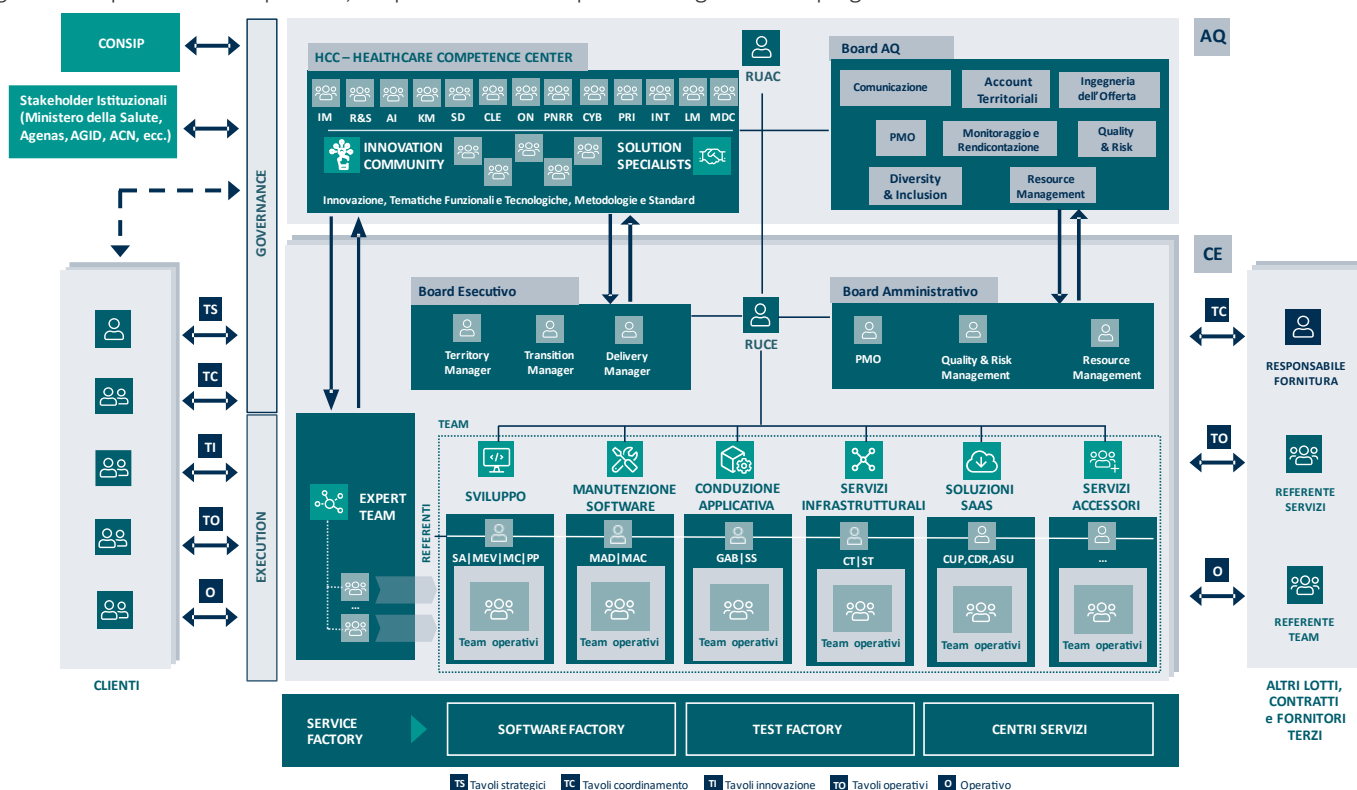 CONSIP
Stakeholder Istituzionali
(Ministero della Salute,
Agenas, AGID, ACN, ecc.)
GOVERNANCE
EXECUTION
AQ
HCC – HEALTHCARE COMPETENCE CENTER
IM R&S AI KM SD CLE ON PNRR CYB PRI INT LM MDC
INNOVATION
COMMUNITY
SOLUTION
SPECIALISTS
Innovazione, Tematiche Funzionali e Tecnologiche, Metodologie e Standard
RUAC
Board AQ
Comunicazione
Account
Territoriali
Ingegneria
dell'Offerta
PMO
Monitoraggio e
Rendicontazione
Quality
& Risk
Diversity
& Inclusion
Resource
Management
CE
Board Esecutivo
Territory
Manager
Transition
Manager
Delivery
Manager
RUCE
Board Amministrativo
PMO
Quality & Risk
Management
Resource
Management
TS
TC
TI
TO
O
CLIENTI
EXPERT
TEAM
...
TEAM
REFERENTI
SVILUPPO
SA|MEV|MC|PP
Team operativi
MANUTENZIONE
SOFTWARE
MAD|MAC
Team operativi
CONDUZIONE
APPLICATIVA
GAB|SS
Team operativi
SERVIZI
INFRASTRUTTURALI
CT|ST
Team operativi
SOLUZIONI
SAAS
CUP,CDR,ASU
Team operativi
SERVIZI
ACCESSORI
...
Team operativi
TC
TO
O
RESPONSABILE
FORNITURA
REFERENTE
SERVIZI
REFERENTE
TEAM
ALTRI LOTTI,
CONTRATTI
e FORNITORI
TERZI
SERVICE
FACTORY
SOFTWARE FACTORY
TEST FACTORY
CENTRI SERVIZI
TS Tavoli strategici TC Tavoli coordinamento TI Tavoli innovazione TO Tavoli operativi O Operativo